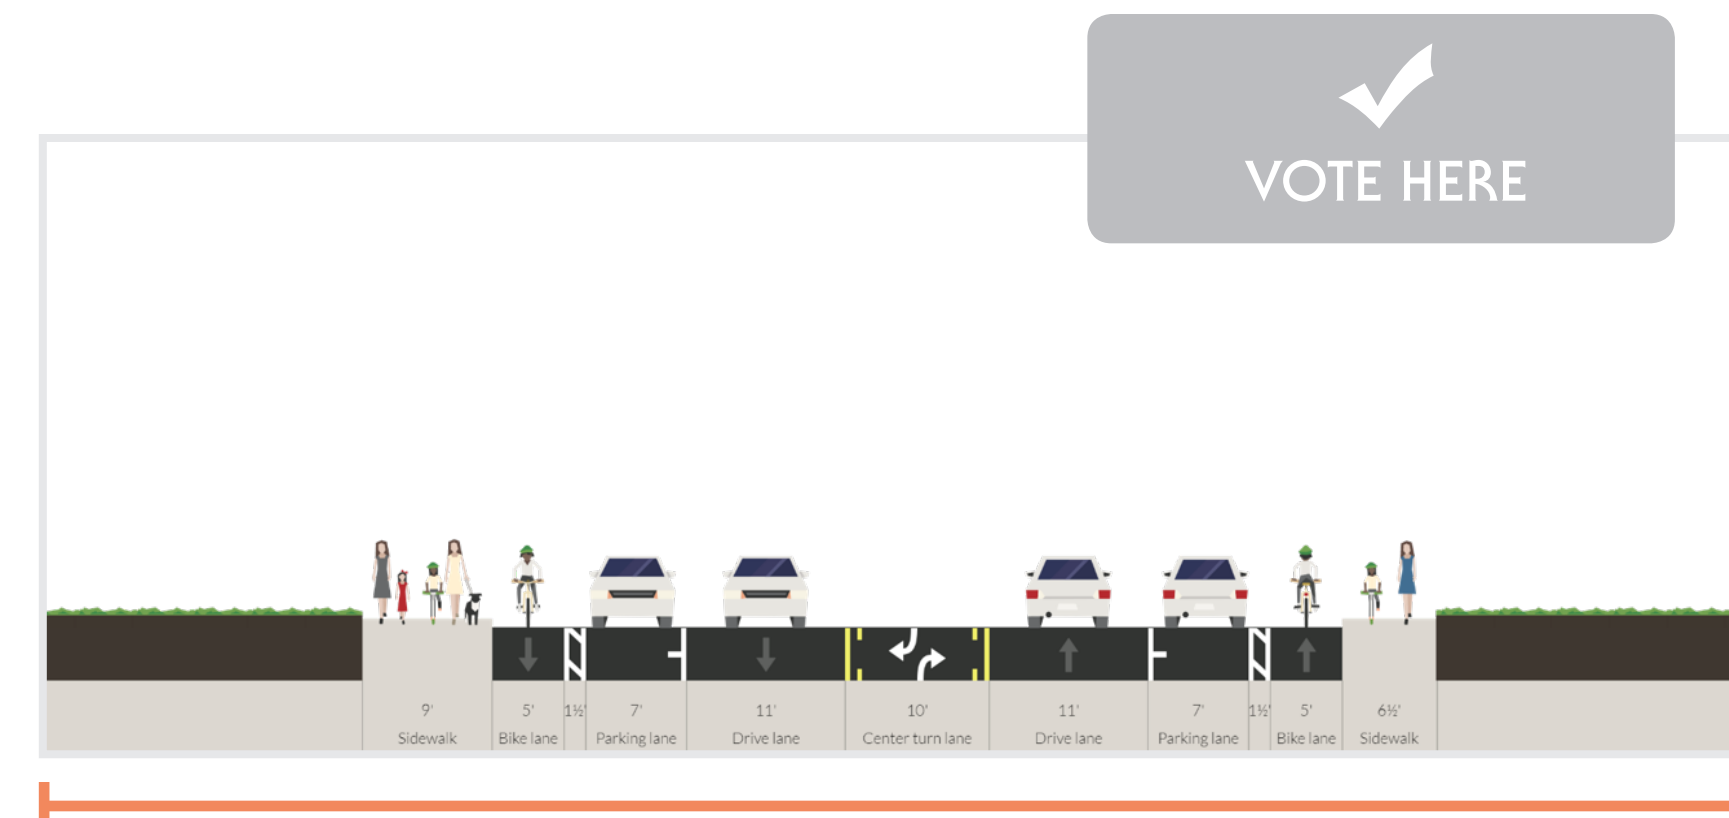 VOTE HERE
9' 5' 1½' 7' 11' 10' 11' 7' 1½' 5' 6½'
Sidewalk Bike lane Parking lane Drive lane Center turn lane Drive lane Parking lane Bike lane Sidewalk